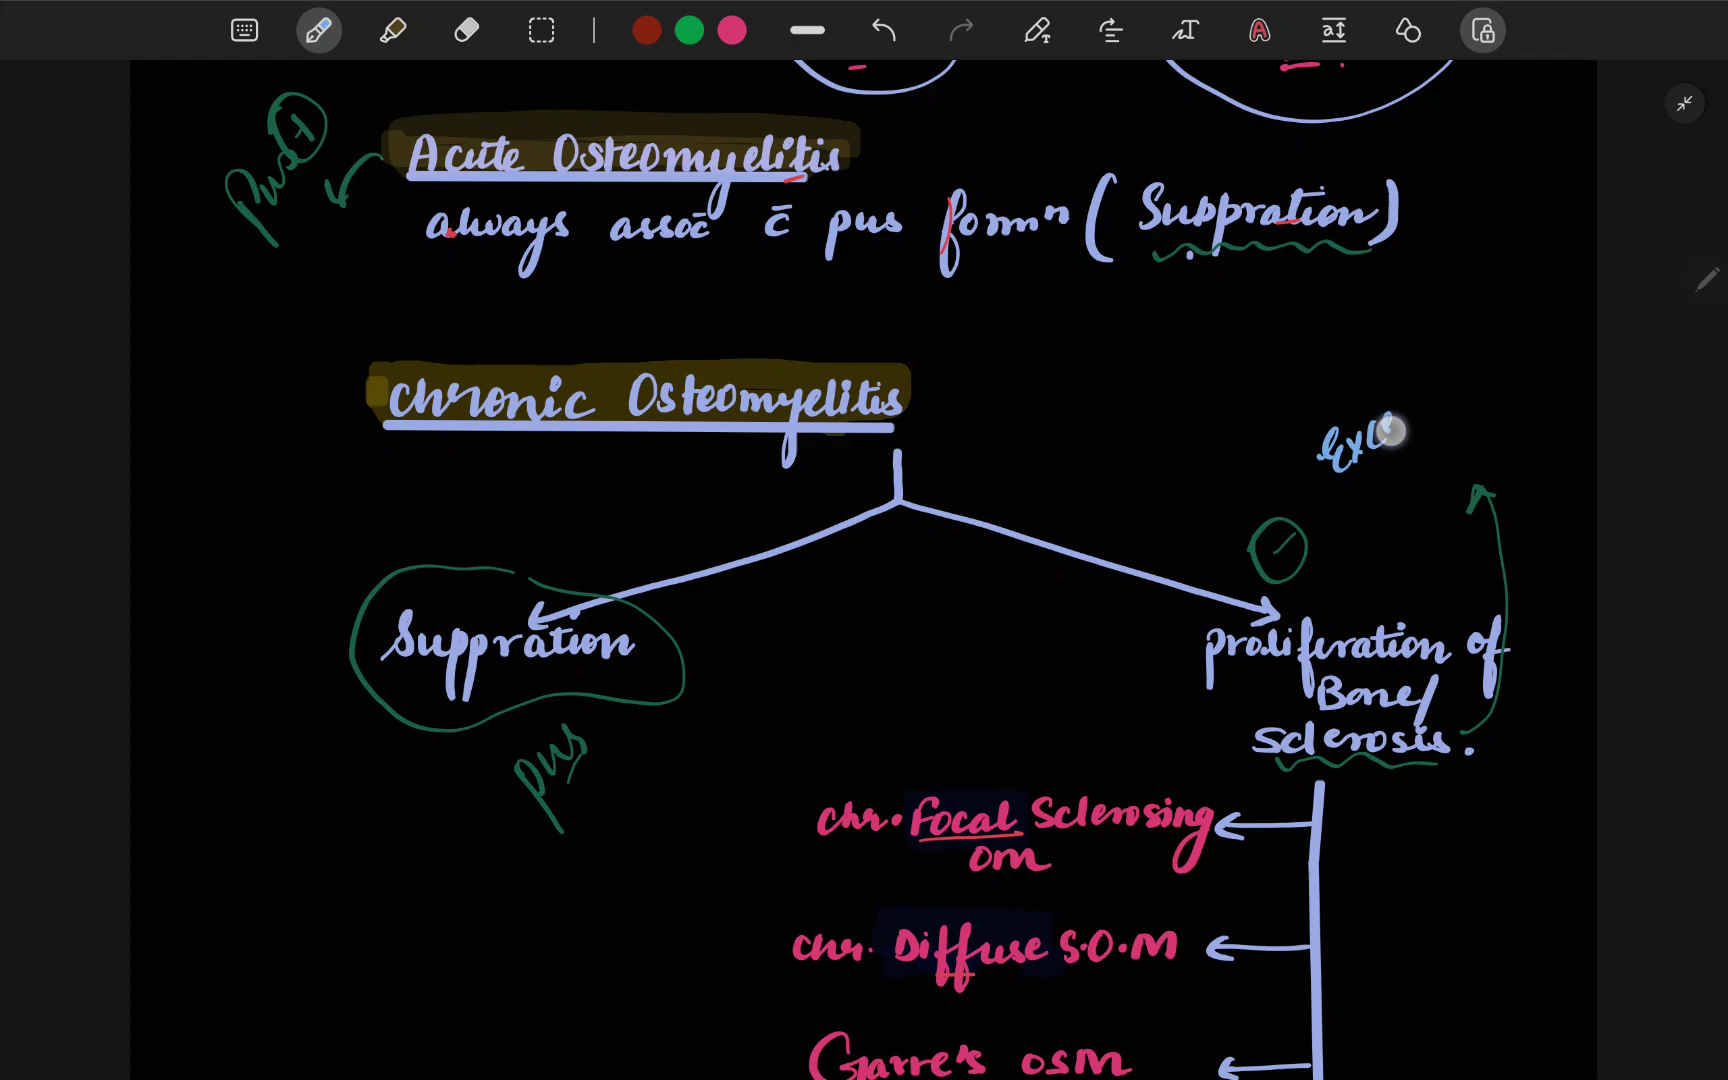 Pus +
Acute Osteomyelitis
always assoc̄ c̄ pus formⁿ (Suppration)
Chronic Osteomyelitis
Exce
Suppration
proliferation of
Bone/
Sclerosis.
pus
chr. Focal Sclerosing
om
chr. Diffuse S.O.M
Garre's osm